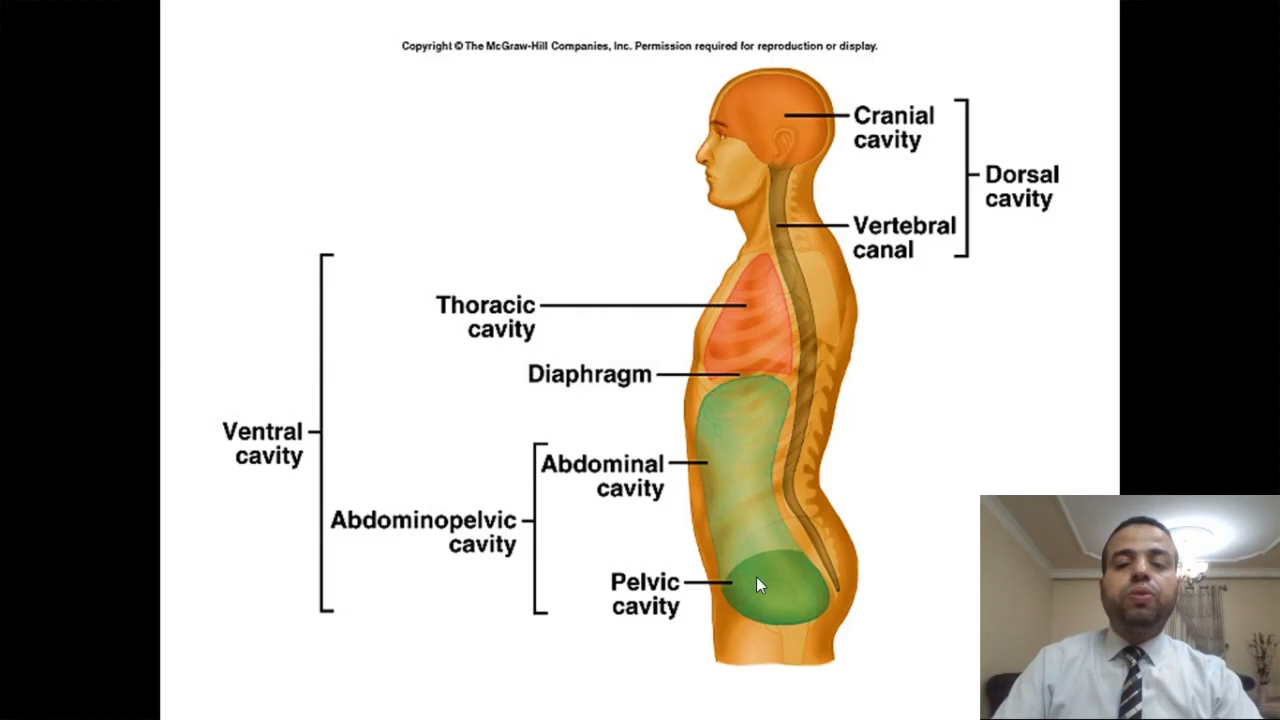 Copyright © The McGraw-Hill Companies, Inc. Permission required for reproduction or display.
Cranial
cavity
Dorsal
cavity
Vertebral
canal
Thoracic
cavity
Diaphragm
Ventral
cavity
Abdominal
cavity
Abdominopelvic
cavity
Pelvic
cavity